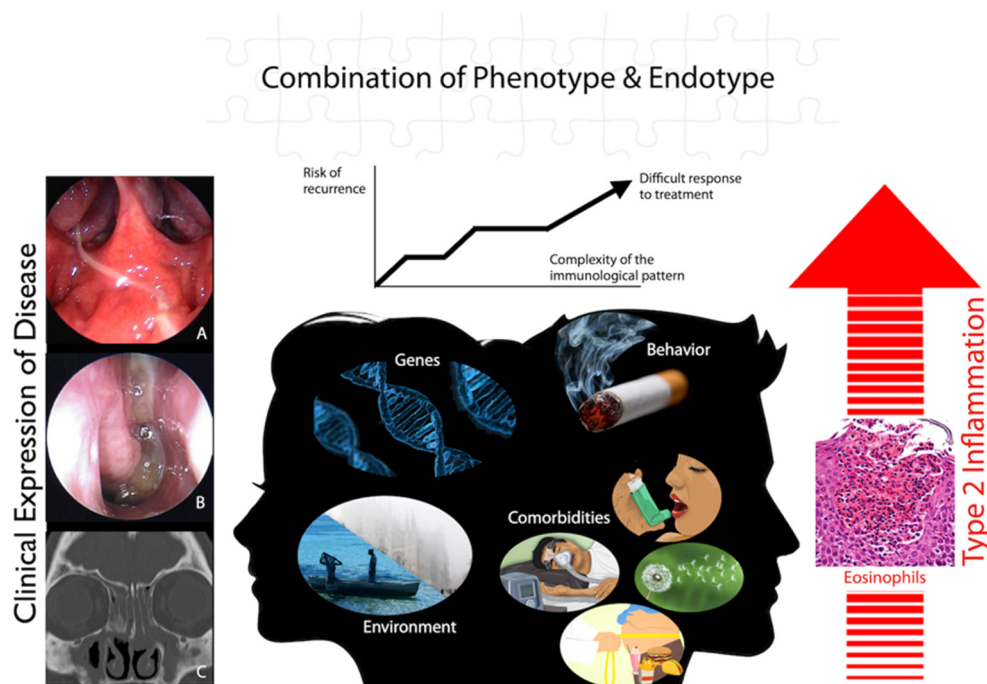 Combination of Phenotype & Endotype
Risk of
recurrence
Difficult response
to treatment
Complexity of the
immunological pattern
Clinical Expression of Disease
A
B
C
Genes
Behavior
Comorbidities
Environment
Eosinophils
Type 2 Inflammation